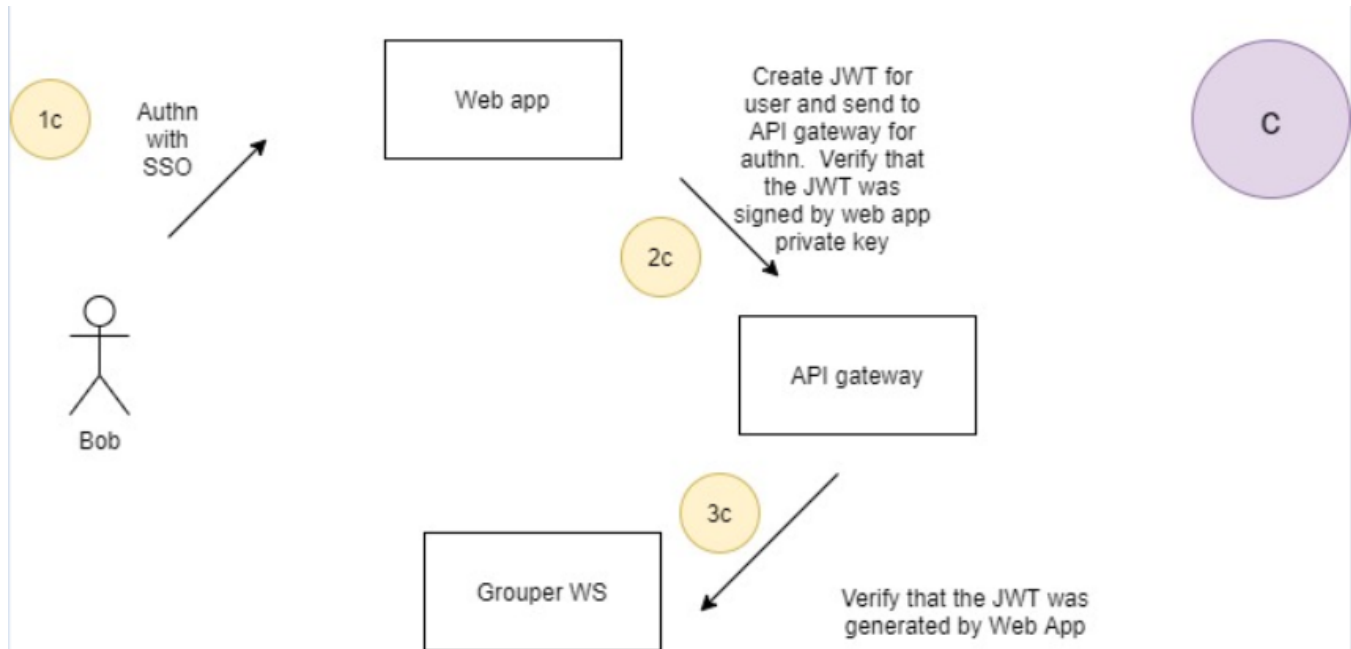 1c
Authn
with
SSO
Web app
Create JWT for
user and send to
API gateway for
authn. Verify that
the JWT was
signed by web app
private key
C
2c
API gateway
Bob
3c
Grouper WS
Verify that the JWT was
generated by Web App